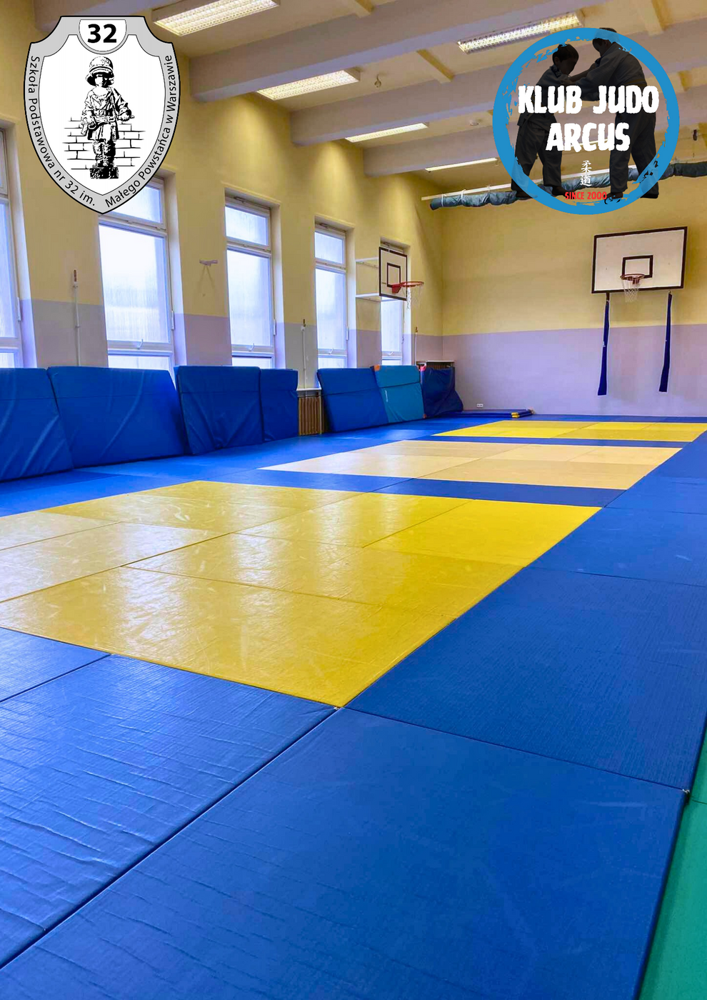 32
Szkoła Podstawowa nr 32 im. Małego Powstańca w Warszawie
KLUB JUDO
ARCUS
柔
道
SINCE 2000